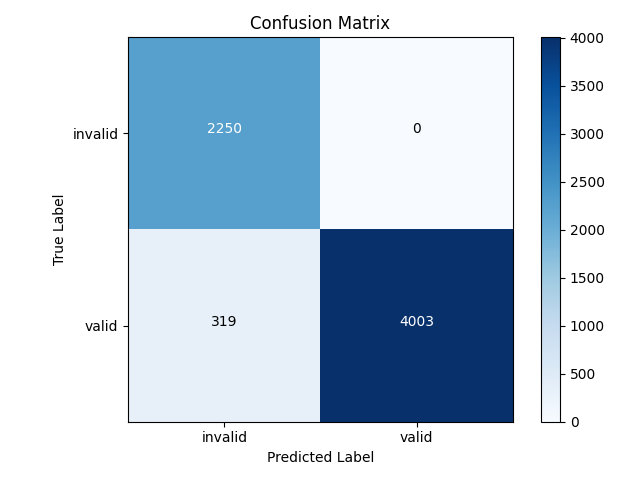 Confusion Matrix
True Label
invalid
valid
2250
0
319
4003
invalid
valid
Predicted Label
4000
3500
3000
2500
2000
1500
1000
500
0